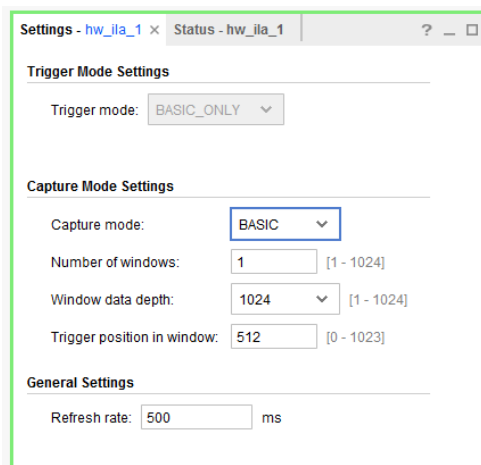 Settings - hw_ila_1 × Status - hw_ila_1 ? _
Trigger Mode Settings
Trigger mode: BASIC_ONLY
Capture Mode Settings
Capture mode: BASIC
Number of windows: 1 [1 - 1024]
Window data depth: 1024 [1 - 1024]
Trigger position in window: 512 [0 - 1023]
General Settings
Refresh rate: 500 ms